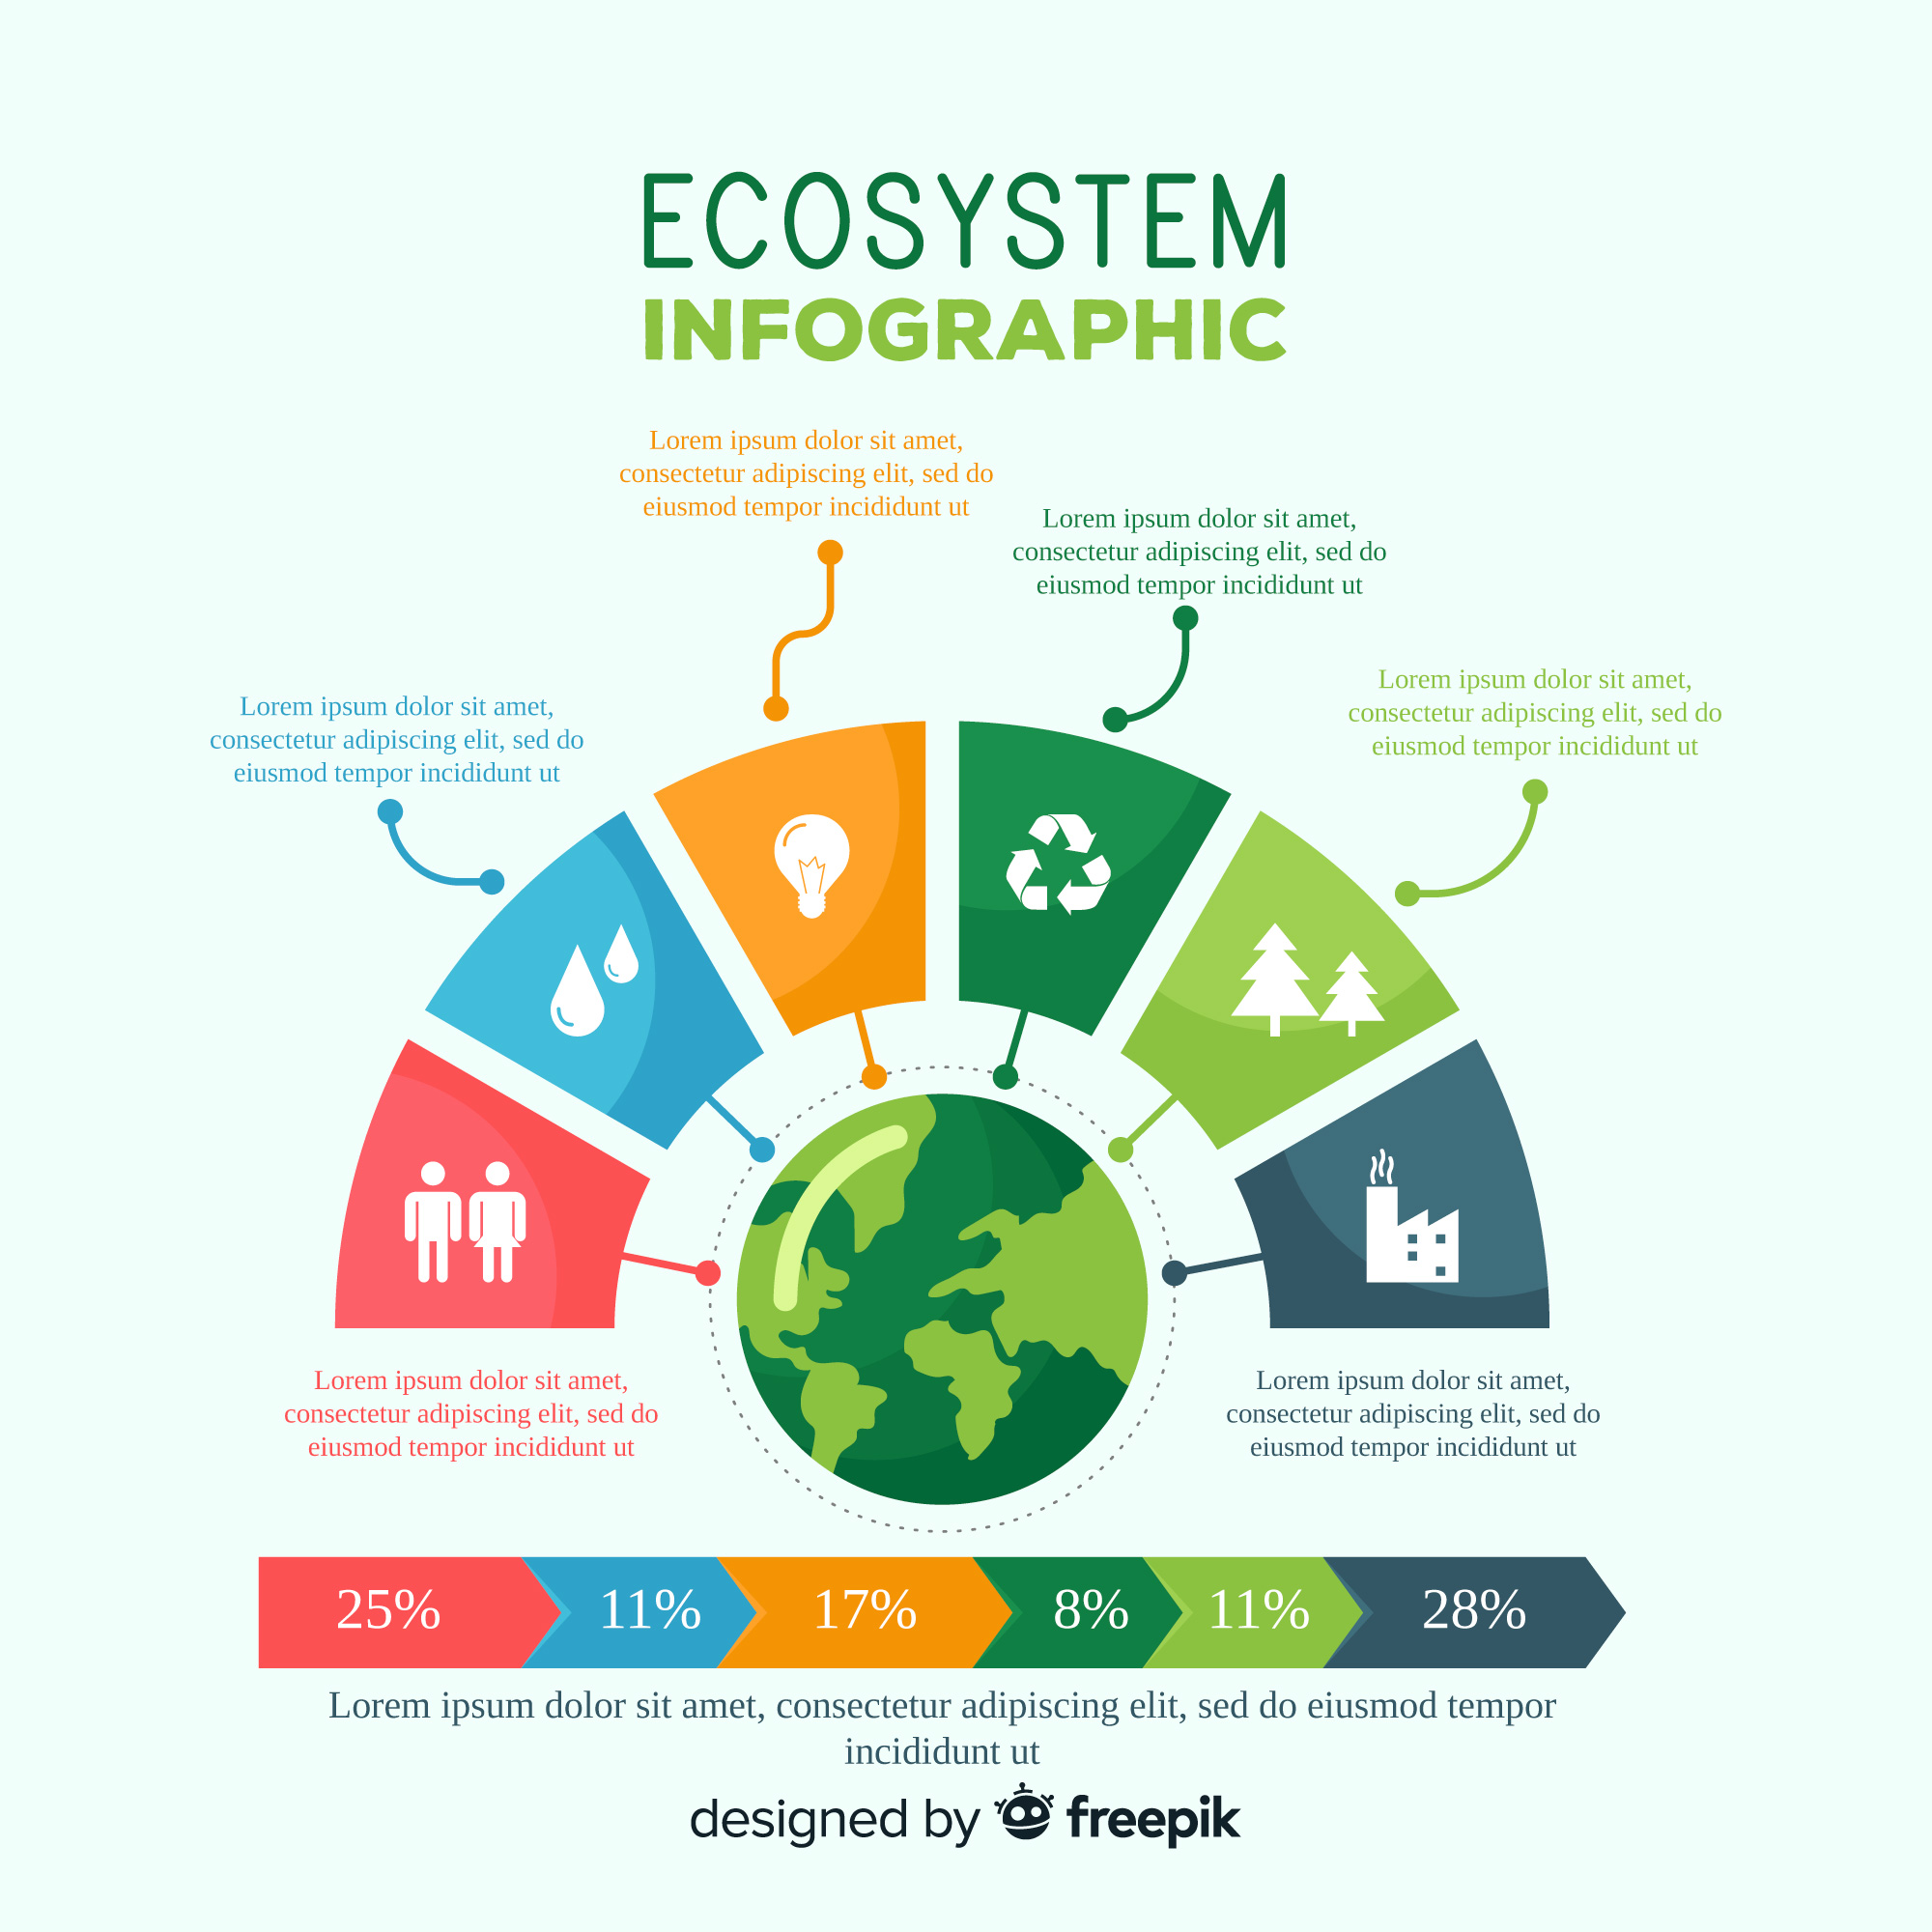 ECOSYSTEM
INFOGRAPHIC
Lorem ipsum dolor sit amet,
consectetur adipiscing elit, sed do
eiusmod tempor incididunt ut
Lorem ipsum dolor sit amet,
consectetur adipiscing elit, sed do
eiusmod tempor incididunt ut
Lorem ipsum dolor sit amet,
consectetur adipiscing elit, sed do
eiusmod tempor incididunt ut
Lorem ipsum dolor sit amet,
consectetur adipiscing elit, sed do
eiusmod tempor incididunt ut
Lorem ipsum dolor sit amet,
consectetur adipiscing elit, sed do
eiusmod tempor incididunt ut
Lorem ipsum dolor sit amet,
consectetur adipiscing elit, sed do
eiusmod tempor incididunt ut
25% 11% 17% 8% 11% 28%
Lorem ipsum dolor sit amet, consectetur adipiscing elit, sed do eiusmod tempor
incididunt ut
designed by freepik